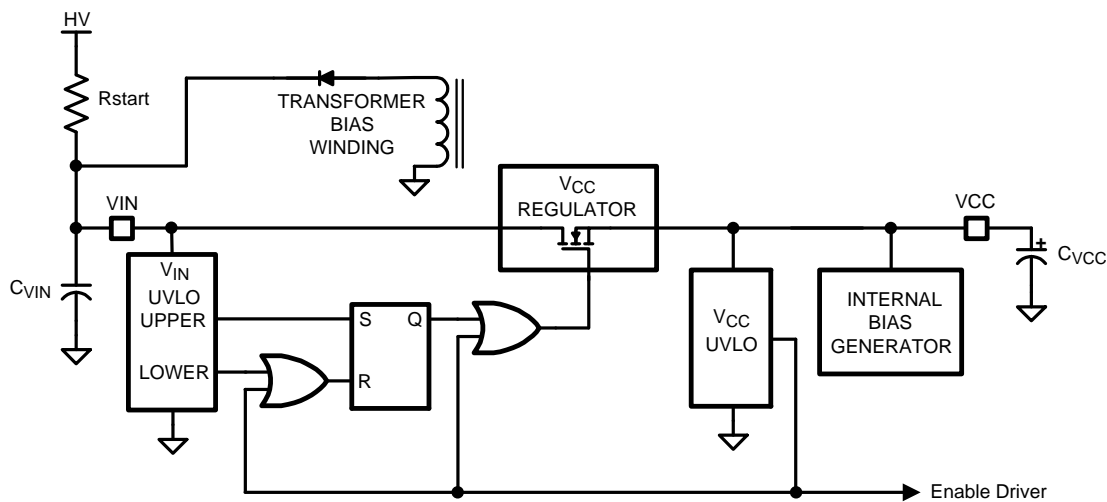 HV
Rstart
TRANSFORMER
BIAS
WINDING
VIN
VCC
REGULATOR
VCC
CVIN
VIN
UVLO
UPPER
LOWER
S
Q
R
VCC
UVLO
INTERNAL
BIAS
GENERATOR
+
CVCC
Enable Driver